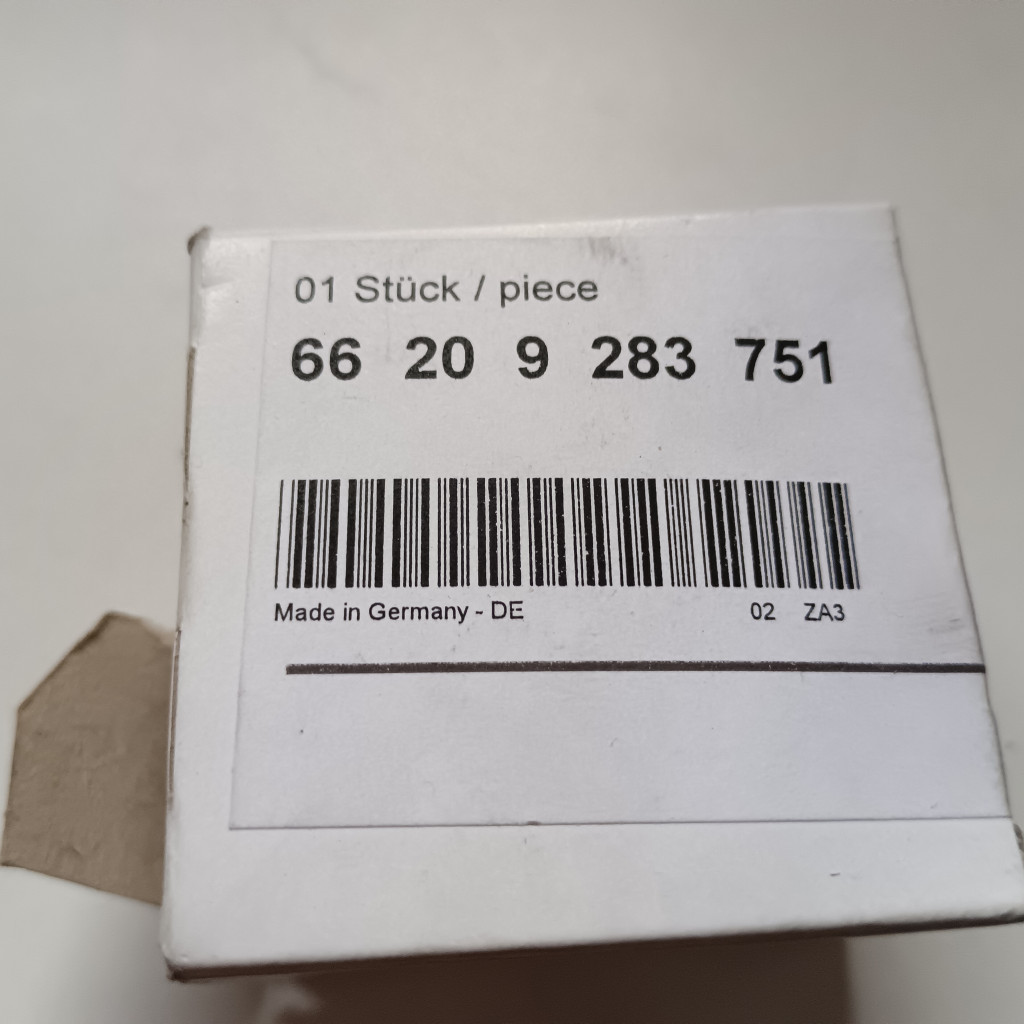 01 Stück / piece
66 20 9 283 751
Made in Germany - DE 02 ZA3